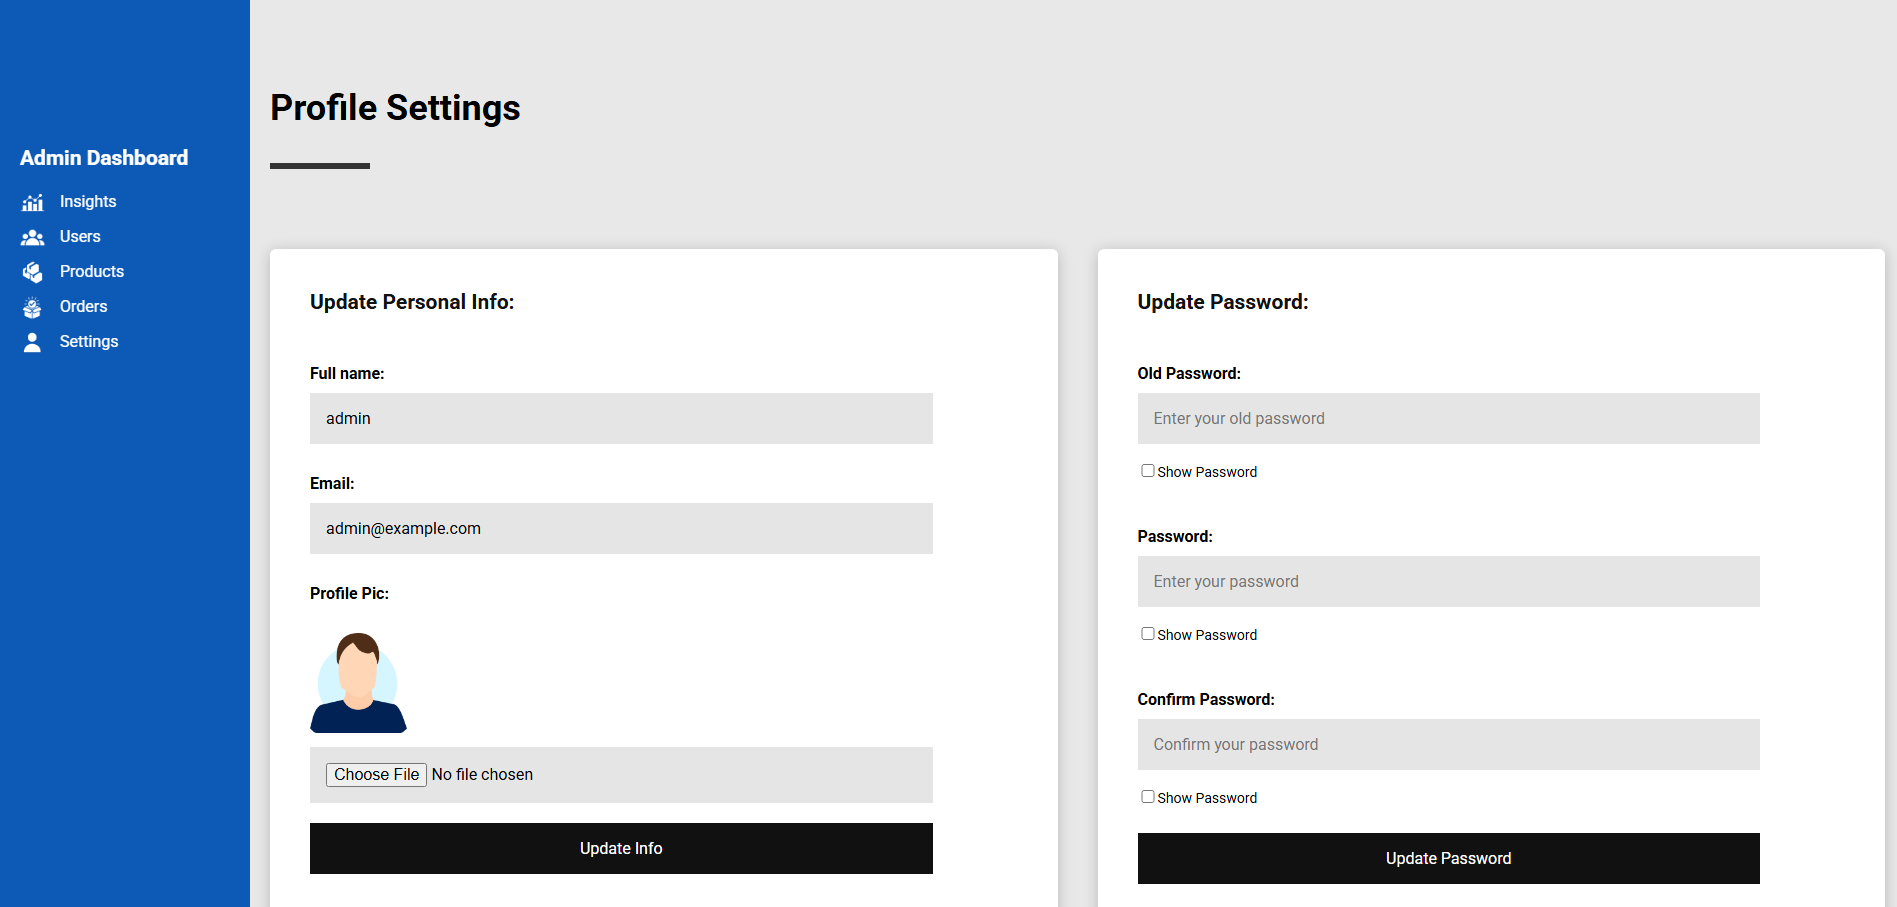 Admin Dashboard
Insights
Users
Products
Orders
Settings
Profile Settings
Update Personal Info:
Full name:
admin
Email:
admin@example.com
Profile Pic:
Choose File No file chosen
Update Info
Update Password:
Old Password:
Enter your old password
Show Password
Password:
Enter your password
Show Password
Confirm Password:
Confirm your password
Show Password
Update Password